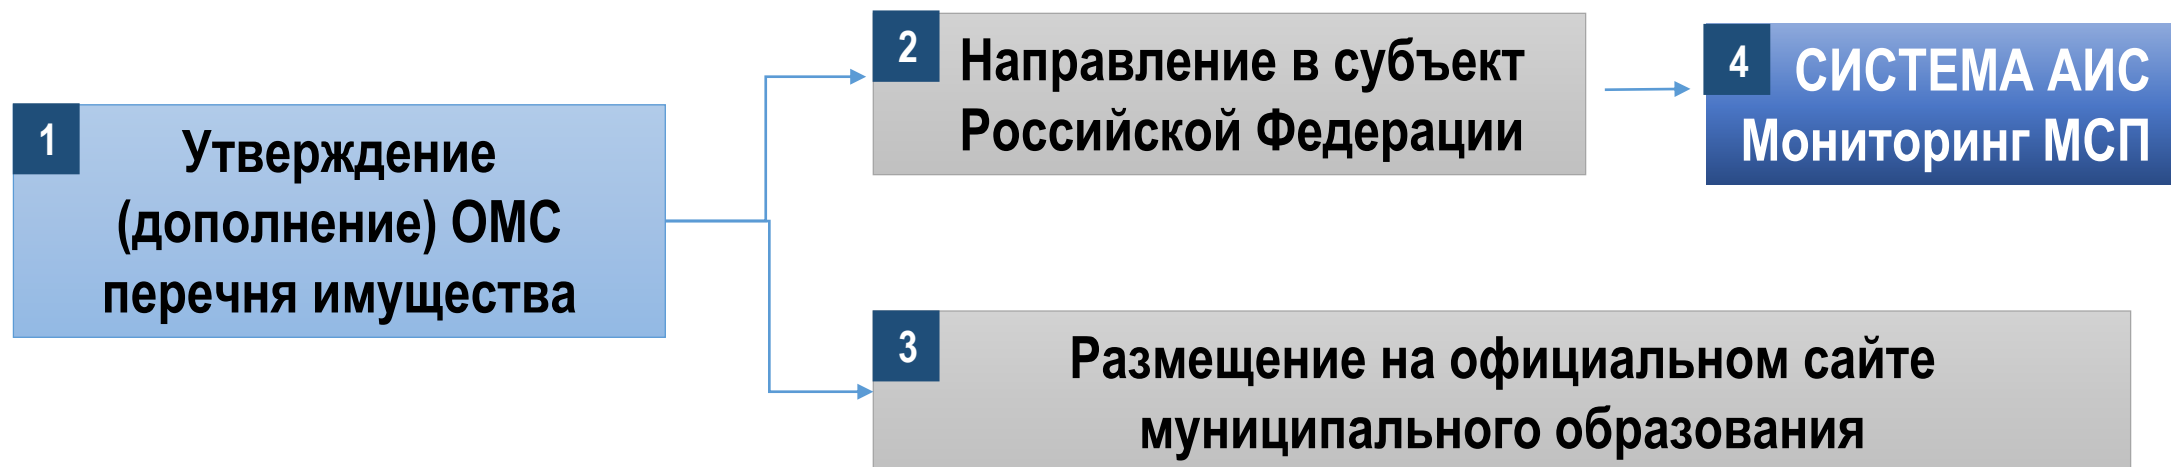 1
Утверждение
(дополнение) ОМС
перечня имущества
2
Направление в субъект
Российской Федерации
4
СИСТЕМА АИС
Мониторинг МСП
3
Размещение на официальном сайте
муниципального образования